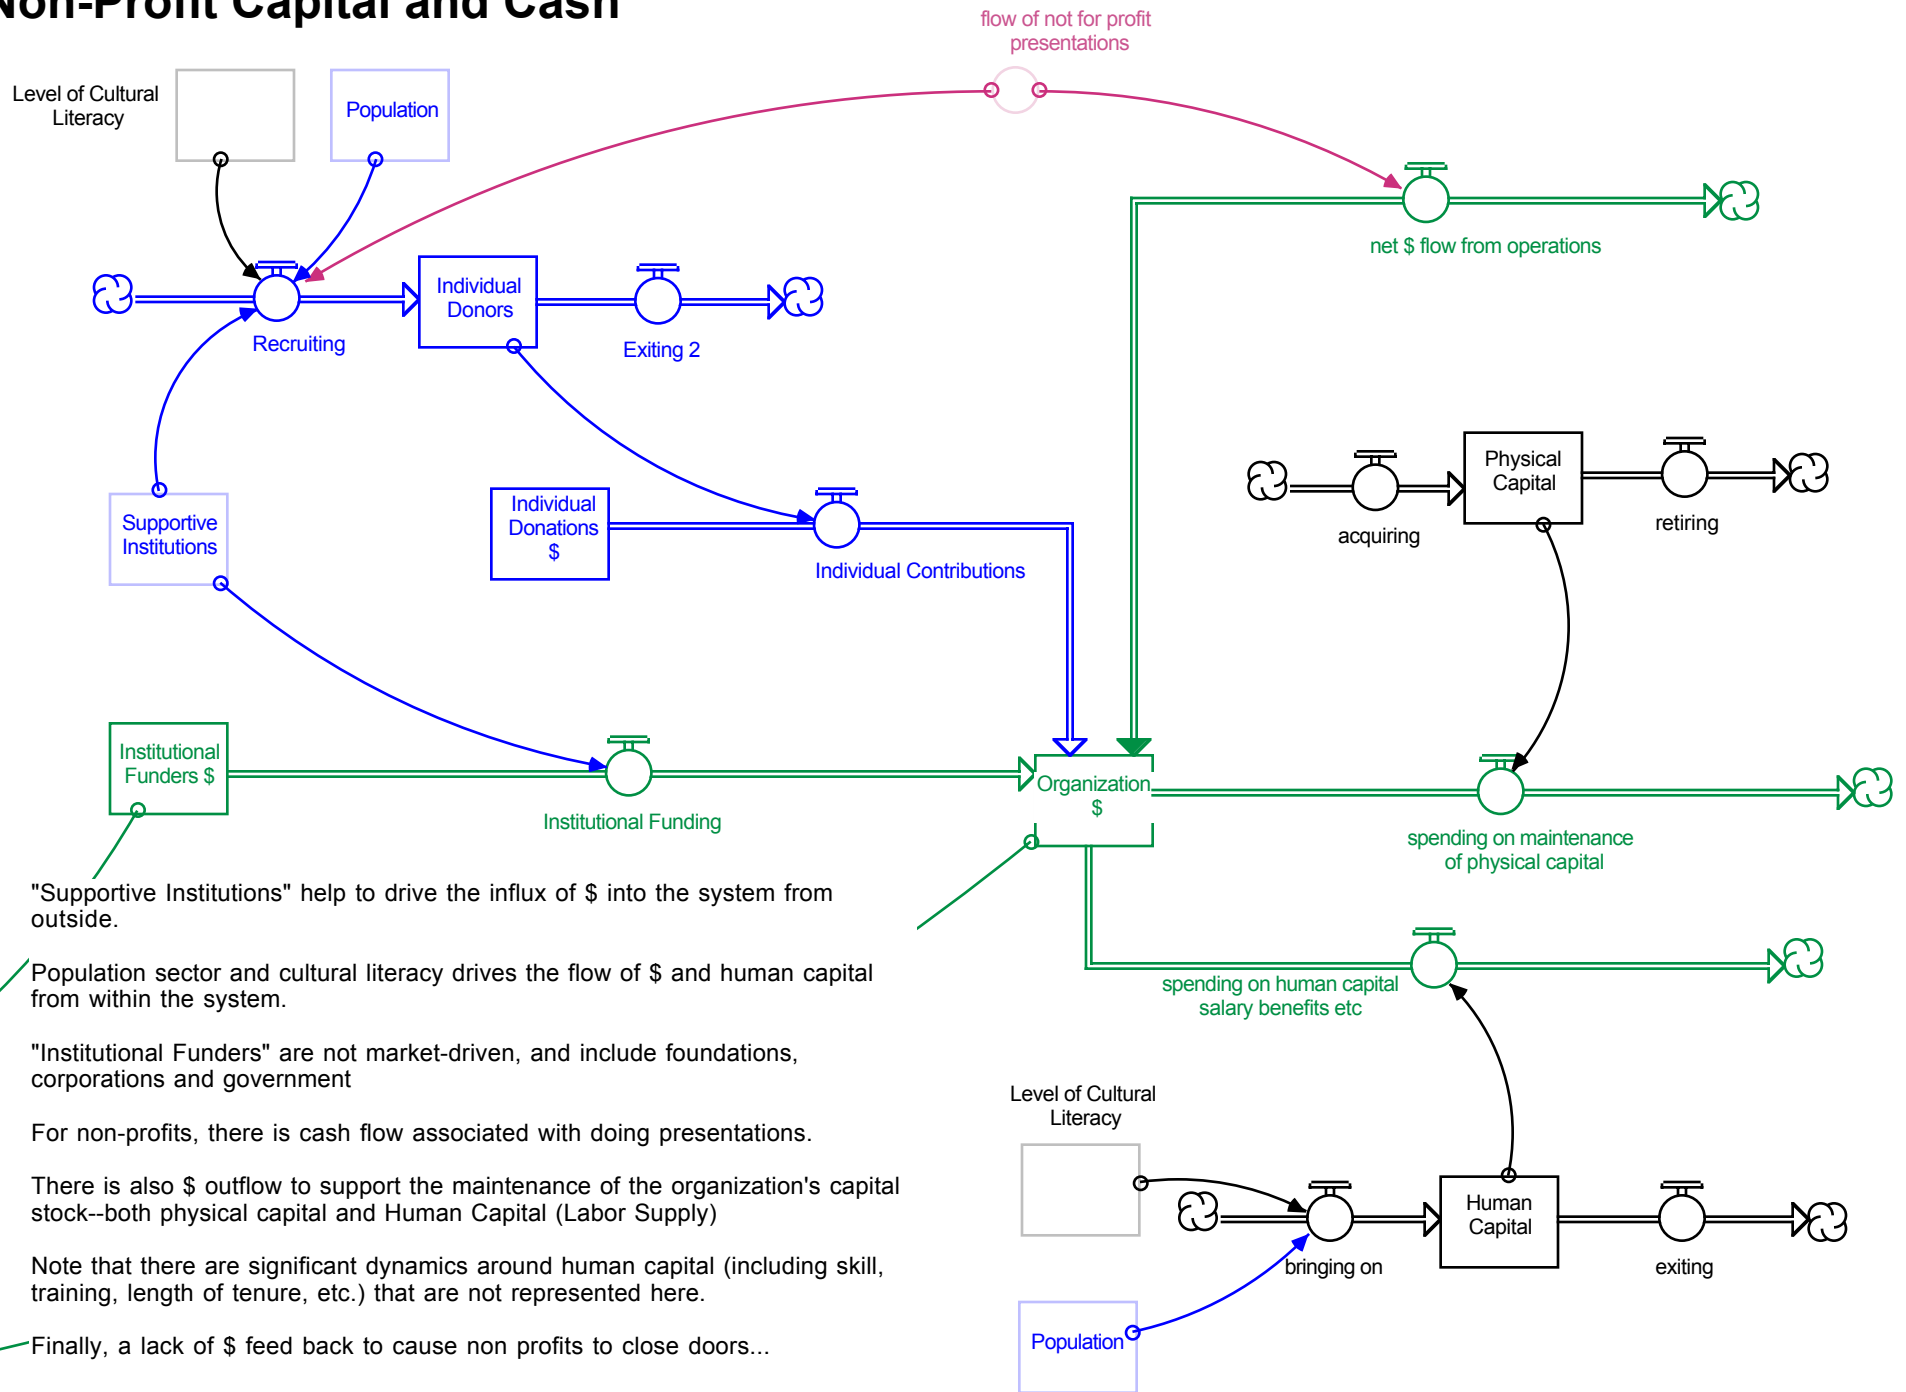 Non-Profit Capital and Cash
flow of not for profit
presentations
Level of Cultural
Literacy
Population
net $ flow from operations
Individual
Donors
Recruiting
Exiting 2
Physical
Capital
acquiring
retiring
Supportive
Institutions
Individual
Donations
$
Individual Contributions
Institutional
Funders $
Institutional Funding
Organization
$
spending on maintenance
of physical capital
"Supportive Institutions" help to drive the influx of $ into the system from
outside.
Population sector and cultural literacy drives the flow of $ and human capital
from within the system.
"Institutional Funders" are not market-driven, and include foundations,
corporations and government
For non-profits, there is cash flow associated with doing presentations.
There is also $ outflow to support the maintenance of the organization's capital
stock--both physical capital and Human Capital (Labor Supply)
Note that there are significant dynamics around human capital (including skill,
training, length of tenure, etc.) that are not represented here.
Finally, a lack of $ feed back to cause non profits to close doors...
spending on human capital
salary benefits etc
Level of Cultural
Literacy
Human
Capital
bringing on
exiting
Population